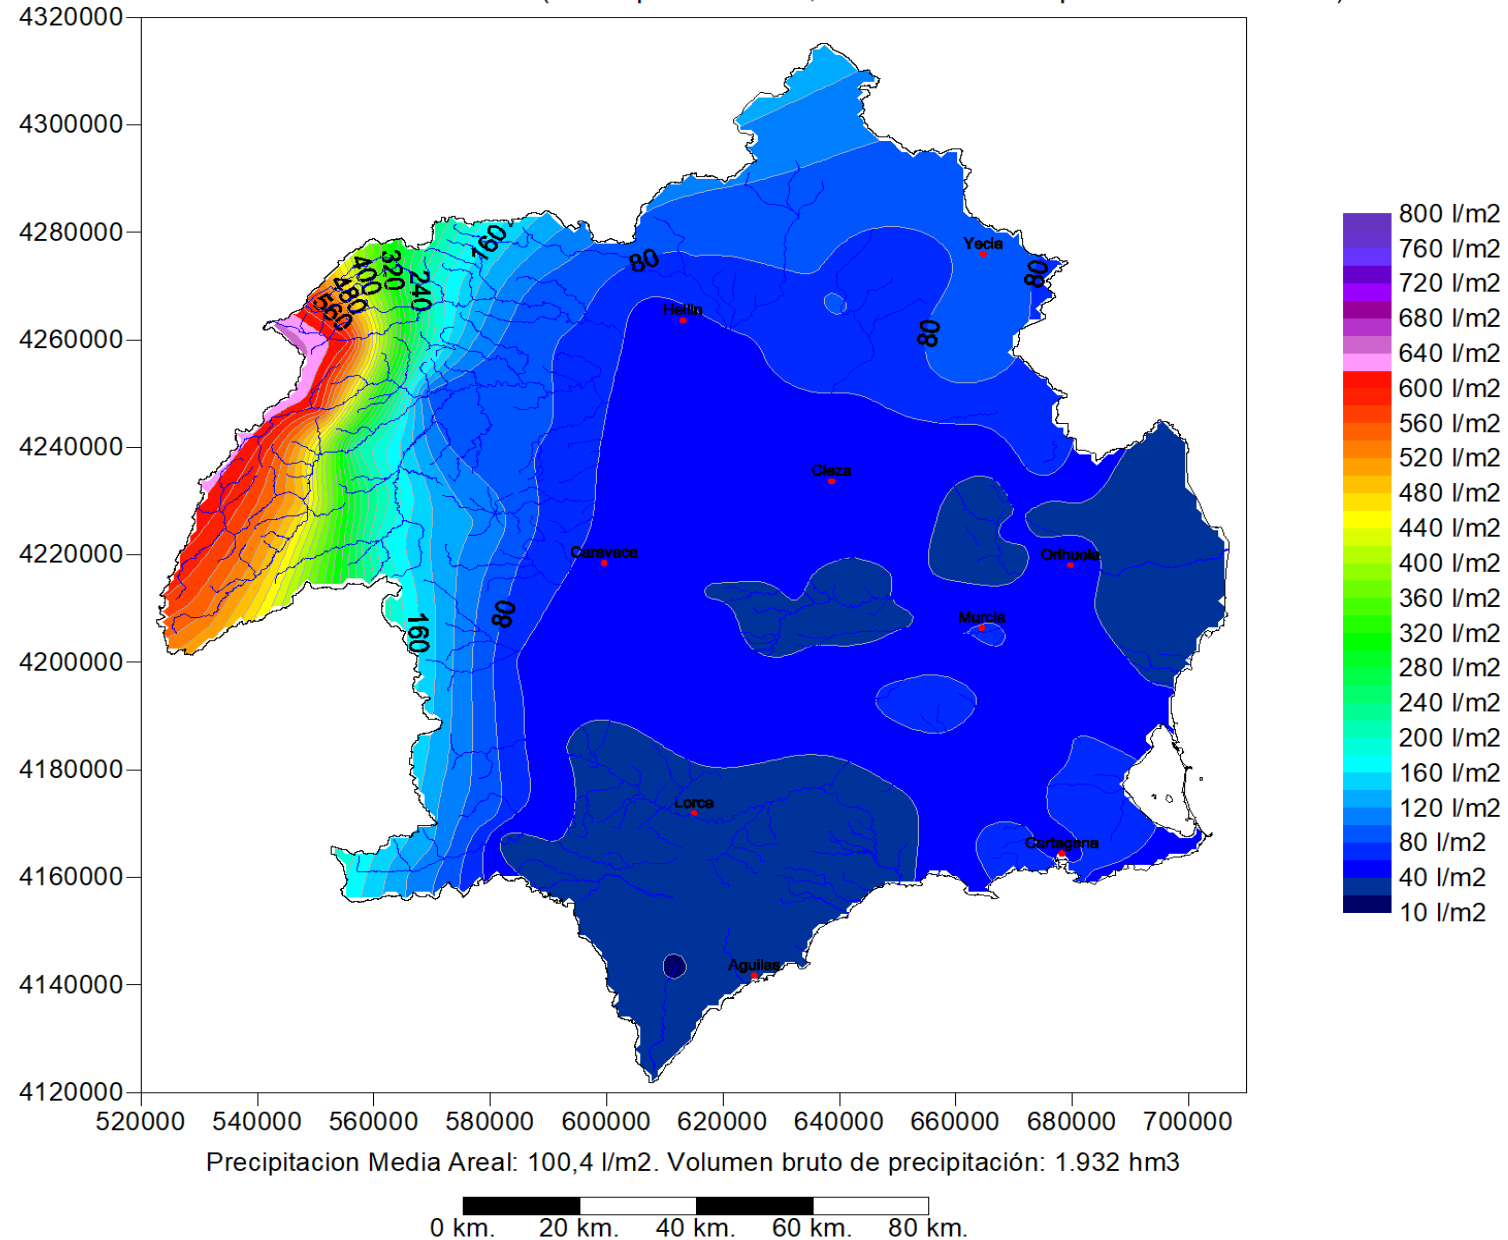 4320000
4300000
4280000
4260000
4240000
4220000
4200000
4180000
4160000
4140000
4120000
520000 540000 560000 580000 600000 620000 640000 660000 680000 700000
160
400
320
240
480
560
80
80
80
80
160
Yecla
Hellin
Cieza
Caravaca
Orihuela
Murcia
Lorca
Cartagena
Aguilas
800 l/m2
760 l/m2
720 l/m2
680 l/m2
640 l/m2
600 l/m2
560 l/m2
520 l/m2
480 l/m2
440 l/m2
400 l/m2
360 l/m2
320 l/m2
280 l/m2
240 l/m2
200 l/m2
160 l/m2
120 l/m2
80 l/m2
40 l/m2
10 l/m2
Precipitacion Media Areal: 100,4 l/m2. Volumen bruto de precipitación: 1.932 hm3
0 km. 20 km. 40 km. 60 km. 80 km.